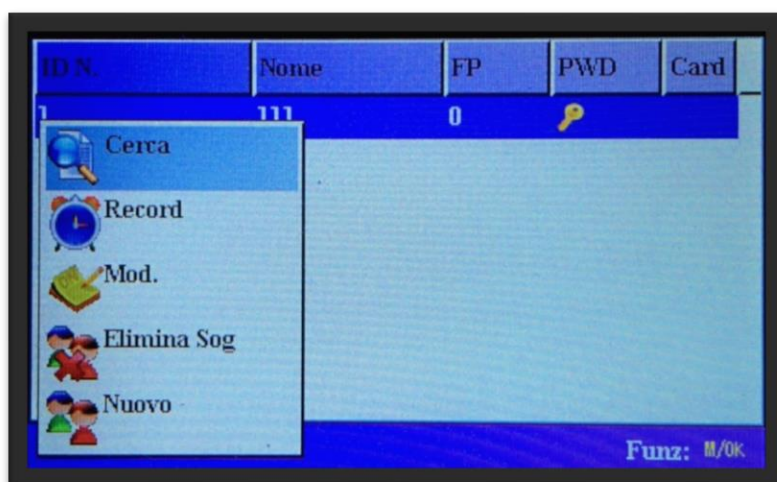 ID N. Nome FP PWD Card
1 111 0
Cerca
Record
Mod.
Elimina Sog
Nuovo
Funz: M/OK